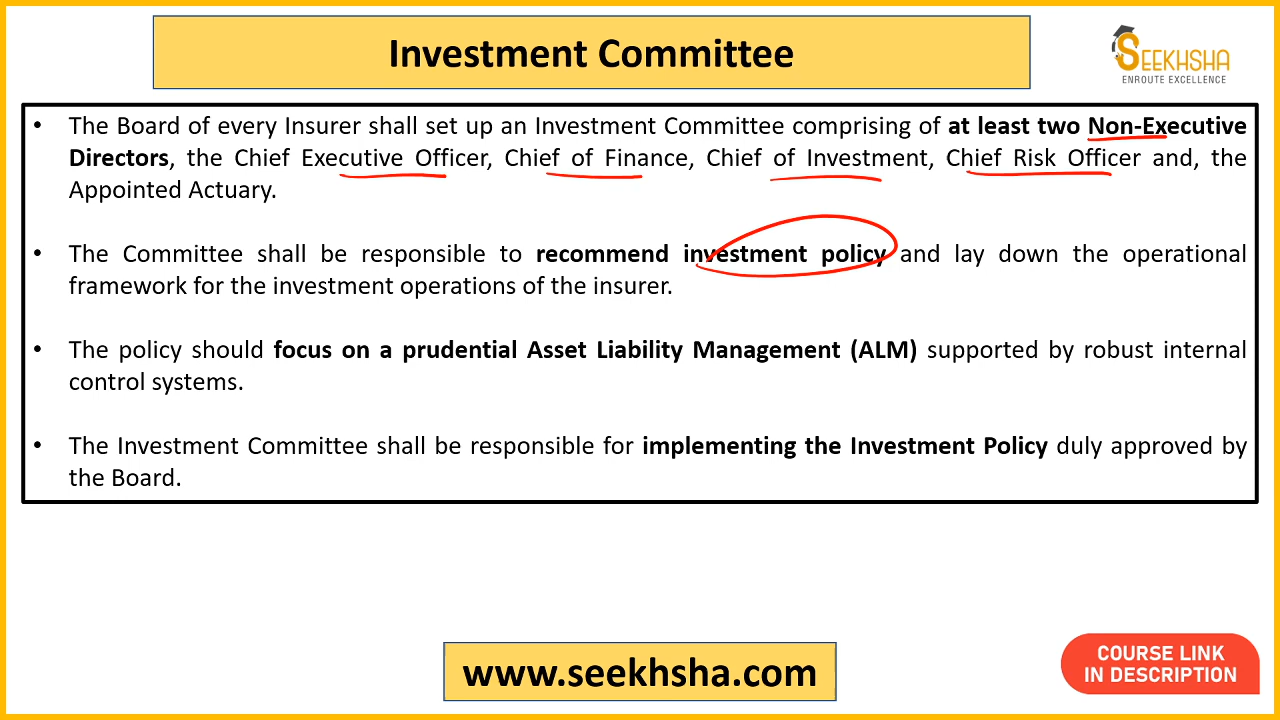 Investment Committee
SEEKHSHA
ENROUTE EXCELLENCE
• The Board of every Insurer shall set up an Investment Committee comprising of at least two Non-Executive
Directors, the Chief Executive Officer, Chief of Finance, Chief of Investment, Chief Risk Officer and, the
Appointed Actuary.
• The Committee shall be responsible to recommend investment policy and lay down the operational
framework for the investment operations of the insurer.
• The policy should focus on a prudential Asset Liability Management (ALM) supported by robust internal
control systems.
• The Investment Committee shall be responsible for implementing the Investment Policy duly approved by
the Board.
www.seekhsha.com
COURSE LINK
IN DESCRIPTION